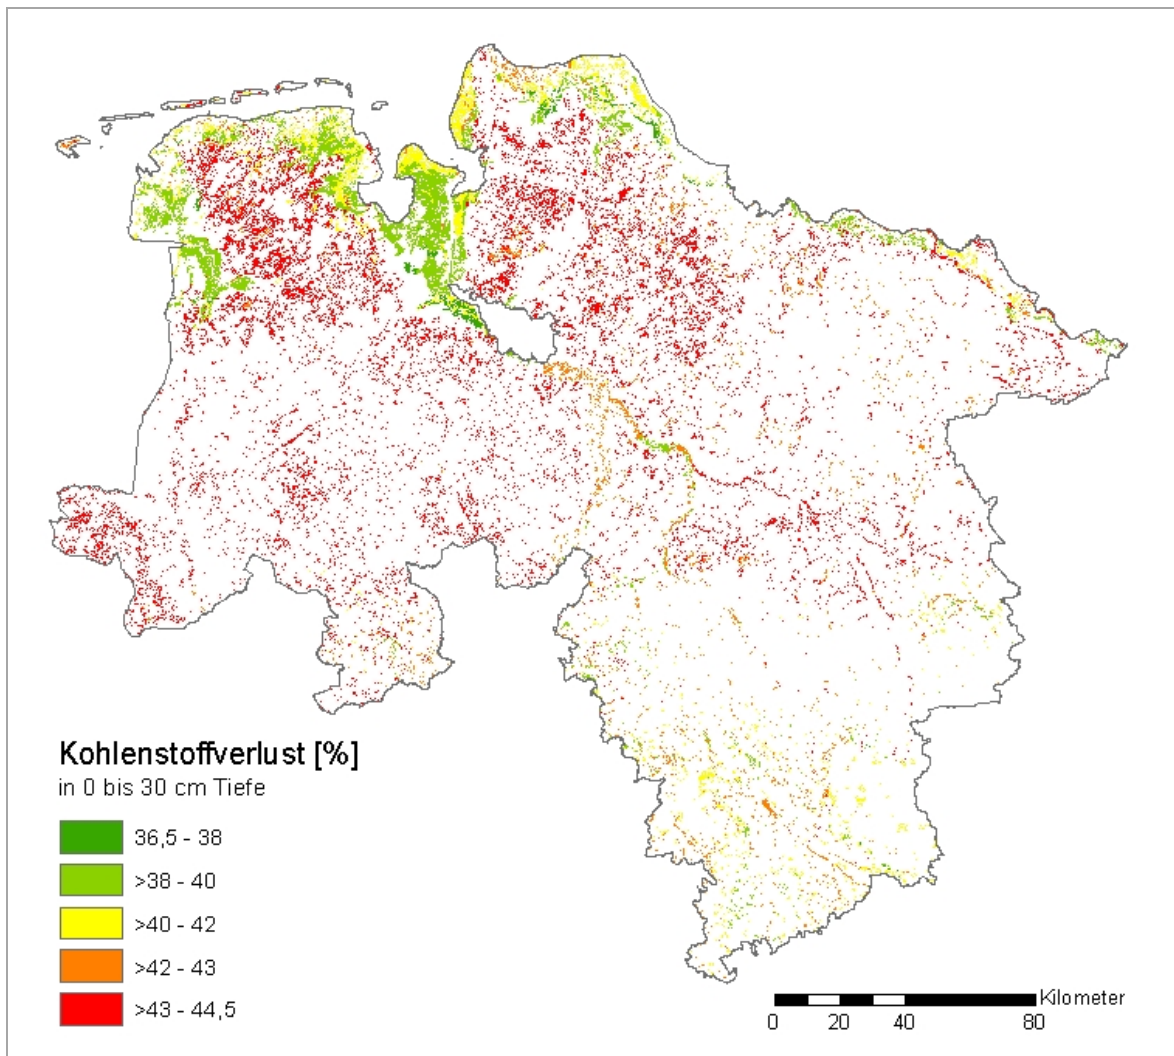 Kohlenstoffverlust [%]
in 0 bis 30 cm Tiefe
36,5 - 38
>38 - 40
>40 - 42
>42 - 43
>43 - 44,5
Kilometer
0 20 40 80